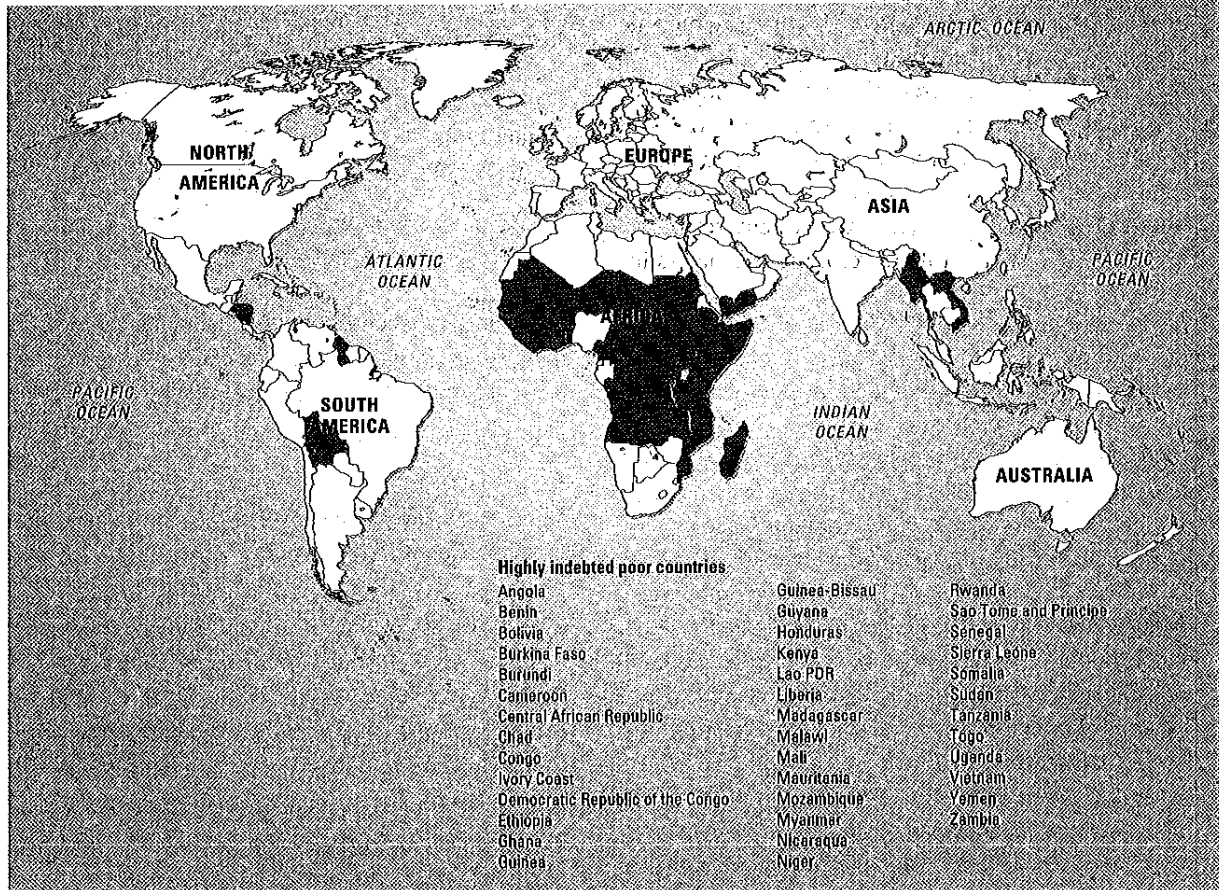 ARCTIC OCEAN
NORTH
AMERICA
EUROPE
ASIA
ATLANTIC
OCEAN
PACIFIC
OCEAN
AFRICA
PACIFIC
OCEAN
SOUTH
AMERICA
INDIAN
OCEAN
AUSTRALIA
Highly indebted poor countries
Angola
Benin
Bolivia
Burkina Faso
Burundi
Cameroon
Central African Republic
Chad
Congo
Ivory Coast
Democratic Republic of the Congo
Ethiopia
Ghana
Guinea
Guinea-Bissau
Guyana
Honduras
Kenya
Lao PDR
Liberia
Madagascar
Malawi
Mali
Mauritania
Mozambique
Myanmar
Nicaraqua
Niger
Rwanda
Sao Tome and Principe
Senegal
Sierra Leone
Somalia
Sudan
Tanzania
Togo
Uganda
Vietnam
Yemen
Zambia